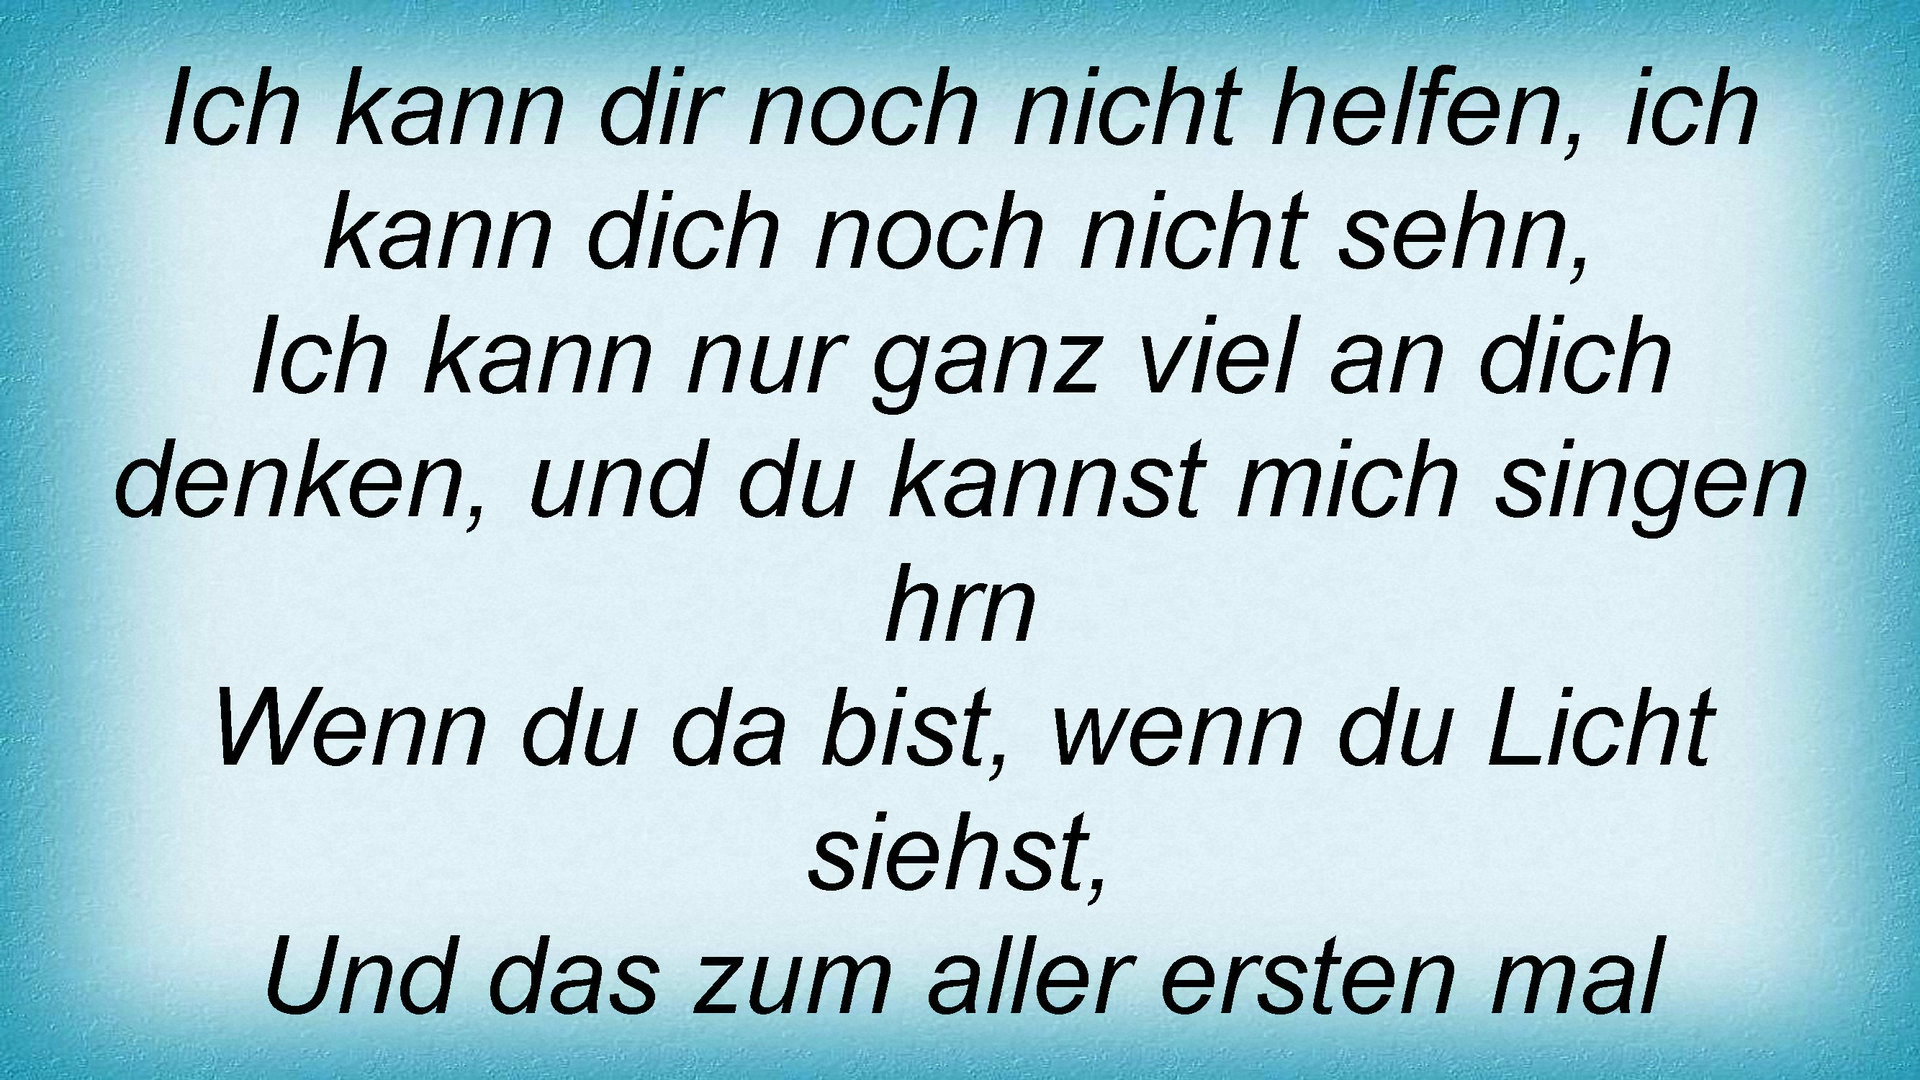 Ich kann dir noch nicht helfen, ich
kann dich noch nicht sehn,
Ich kann nur ganz viel an dich
denken, und du kannst mich singen
hrn
Wenn du da bist, wenn du Licht
siehst,
Und das zum aller ersten mal